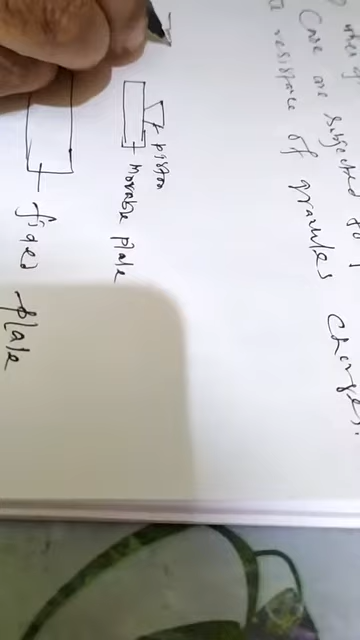 case are subjected to
resistance of granules changes.
piston
movable plate
fixed plate